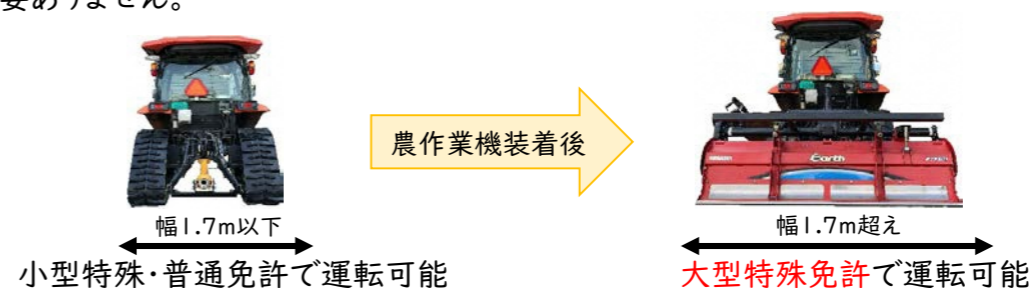 要ありません。
農作業機装着後
Earth
幅1.7m以下
幅1.7m超え
小型特殊・普通免許で運転可能
大型特殊免許で運転可能